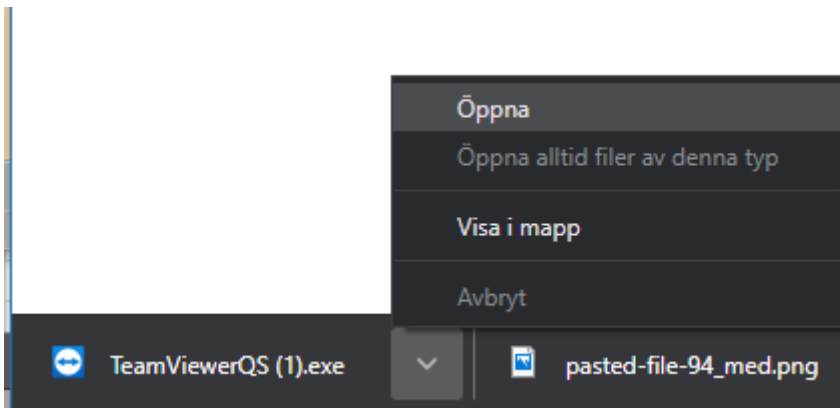 Öppna
Öppna alltid filer av denna typ
Visa i mapp
Avbryt
TeamViewerQS (1).exe
pasted-file-94_med.png